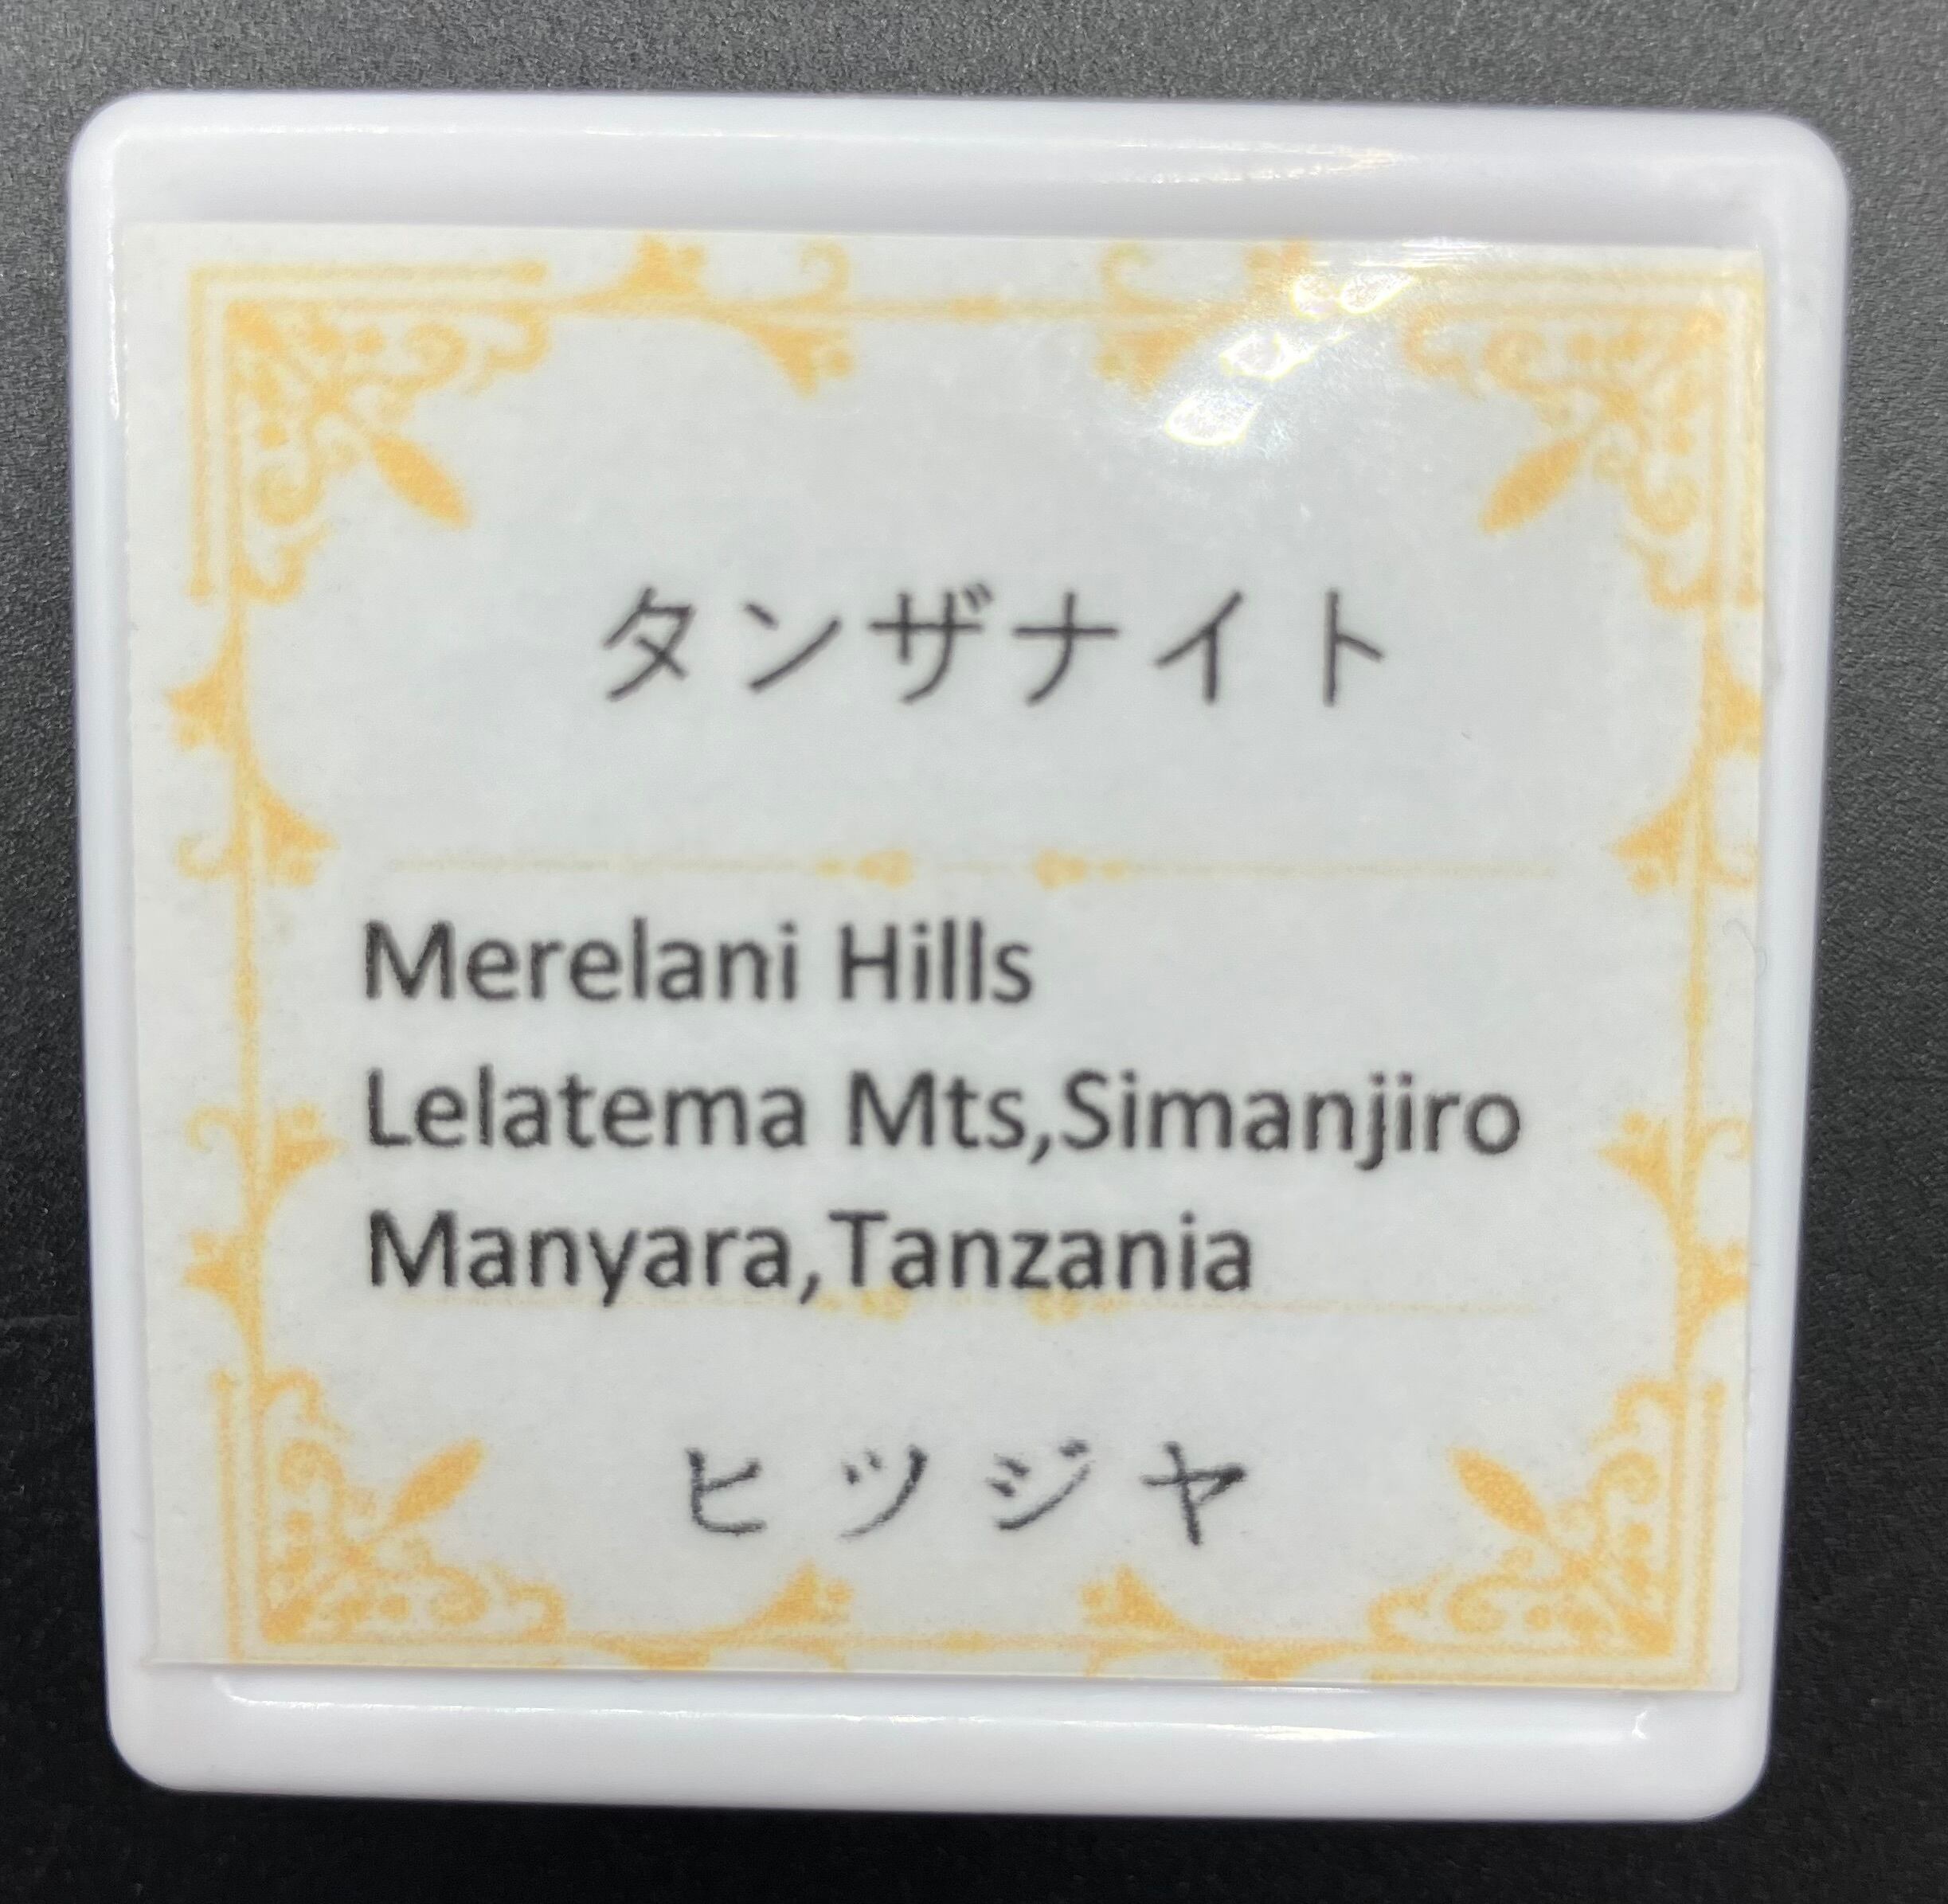 タンザナイト
Merelani Hills
Lelatema Mts,Simanjiro
Manyara,Tanzania
ヒツジヤ